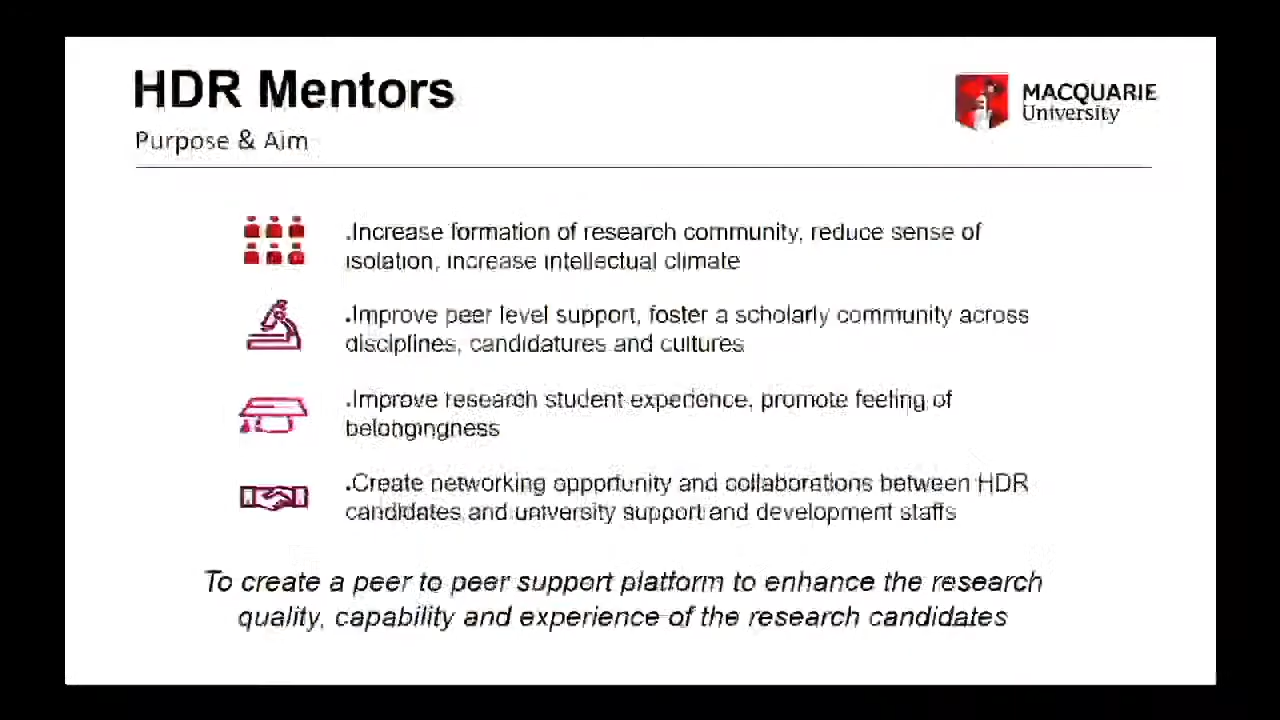 HDR Mentors
Purpose & Aim
MACQUARIE
University
.Increase formation of research community, reduce sense of
isolation, increase intellectual climate
.Improve peer level support, foster a scholarly community across
disciplines, candidatures and cultures
.Improve research student experience, promote feeling of
belongingness
.Create networking opportunity and collaborations between HDR
candidates and university support and development staffs
To create a peer to peer support platform to enhance the research
quality, capability and experience of the research candidates